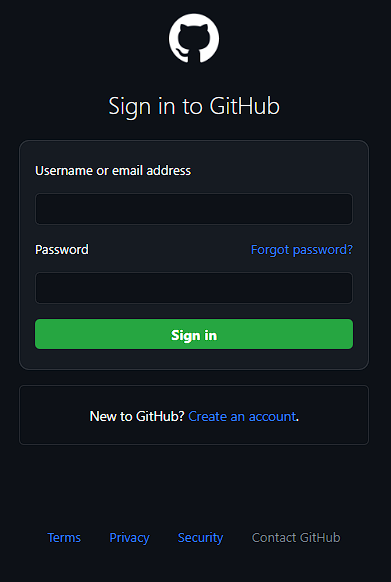 Sign in to GitHub
Username or email address
Password Forgot password?
Sign in
New to GitHub? Create an account.
Terms Privacy Security Contact GitHub